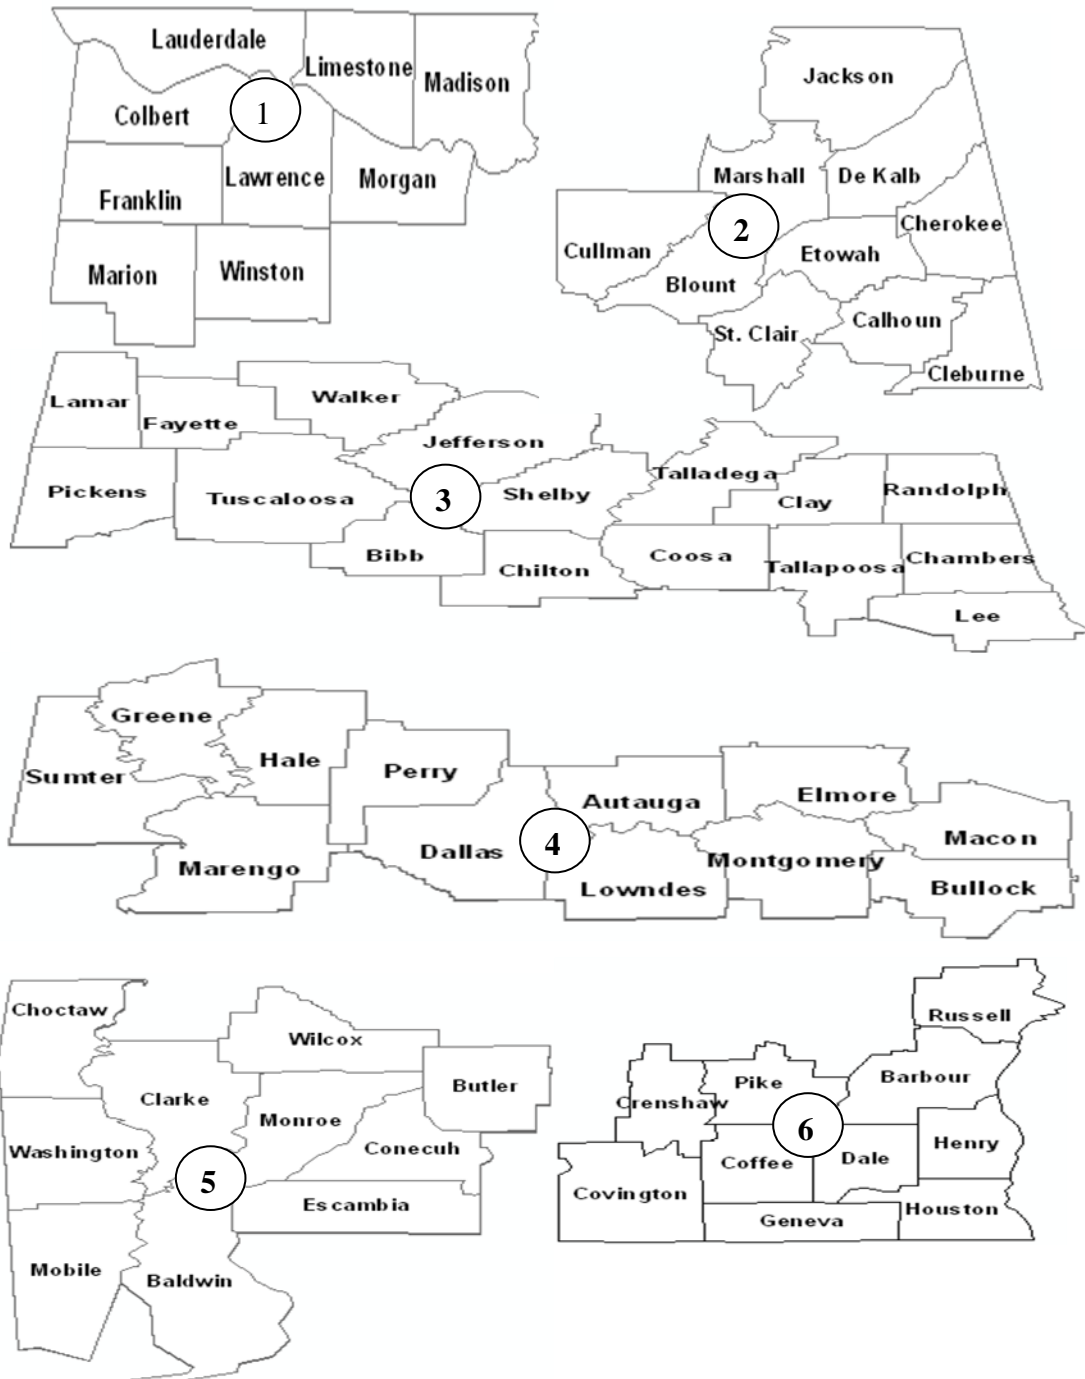 Lauderdale
Limestone
Madison
Colbert
1
Lawrence
Morgan
Franklin
Marion
Winston
Jackson
Marshall
De Kalb
2
Cherokee
Cullman
Etowah
Blount
St. Clair
Calhoun
Cleburne
Lamar
Fayette
Walker
Jefferson
Pickens
Tuscaloosa
3
Shelby
Talladega
Clay
Randolph
Bibb
Chilton
Coosa
Tallapoosa
Chambers
Lee
Greene
Sumter
Hale
Perry
Autauga
Elmore
Marengo
Dallas
4
Lowndes
Montgomery
Macon
Bullock
Choctaw
Wilcox
Clarke
Butler
Monroe
Washington
Conecuh
5
Escambia
Mobile
Baldwin
Russell
Pike
Barbour
Crenshaw
6
Henry
Coffee
Dale
Covington
Geneva
Houston